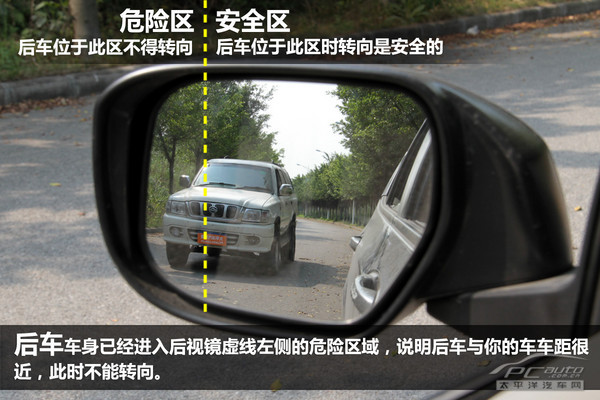 危险区 安全区
后车位于此区不得转向 后车位于此区时转向是安全的
后车车身已经进入后视镜虚线左侧的危险区域，说明后车与你的车车距很
近，此时不能转向。
PCauto
.com.cn
太平洋汽车网